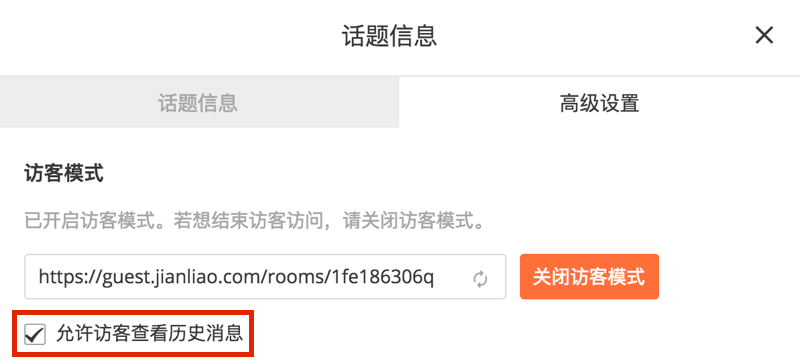 话题信息
话题信息
高级设置
访客模式
已开启访客模式。若想结束访客访问，请关闭访客模式。
https://guest.jianliao.com/rooms/1fe186306q
关闭访客模式
允许访客查看历史消息